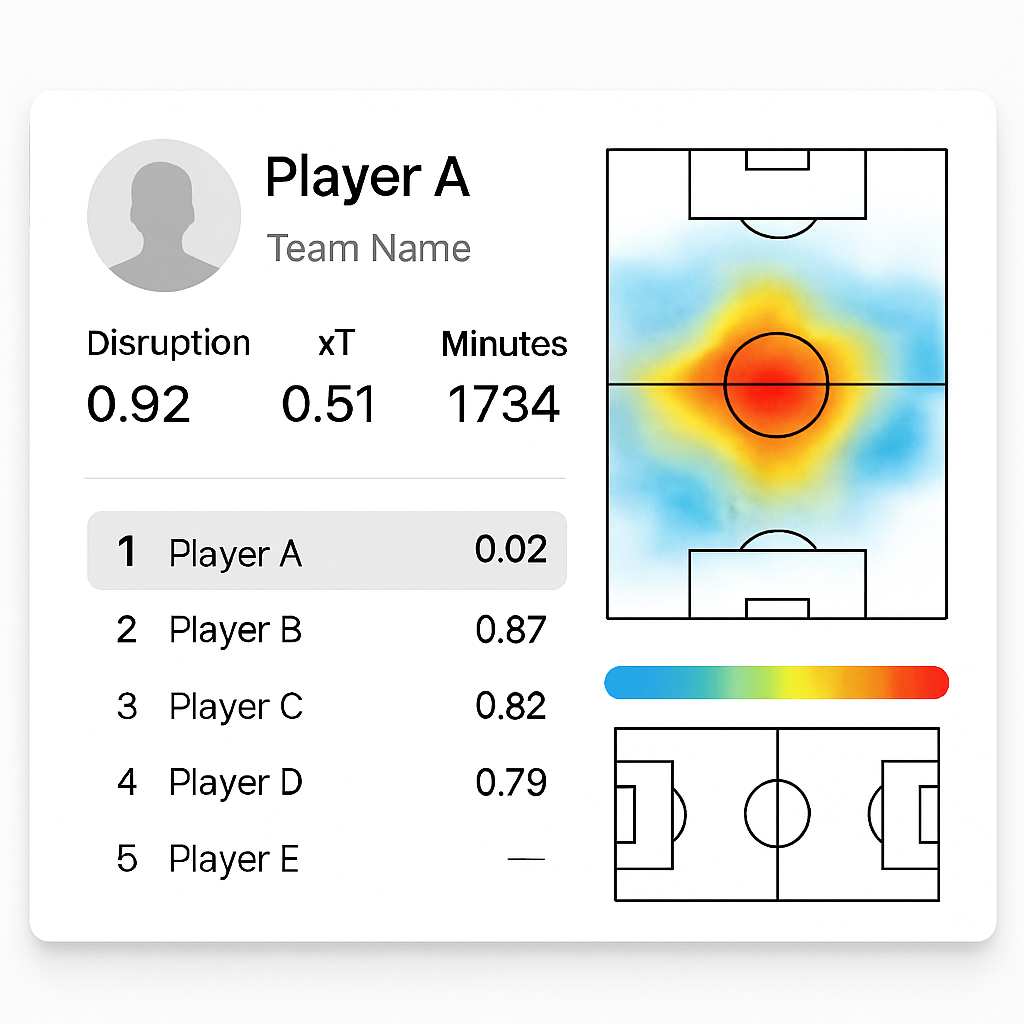 Player A
Team Name
Disruption xT Minutes
0.92 0.51 1734
1 Player A 0.02
2 Player B 0.87
3 Player C 0.82
4 Player D 0.79
5 Player E —